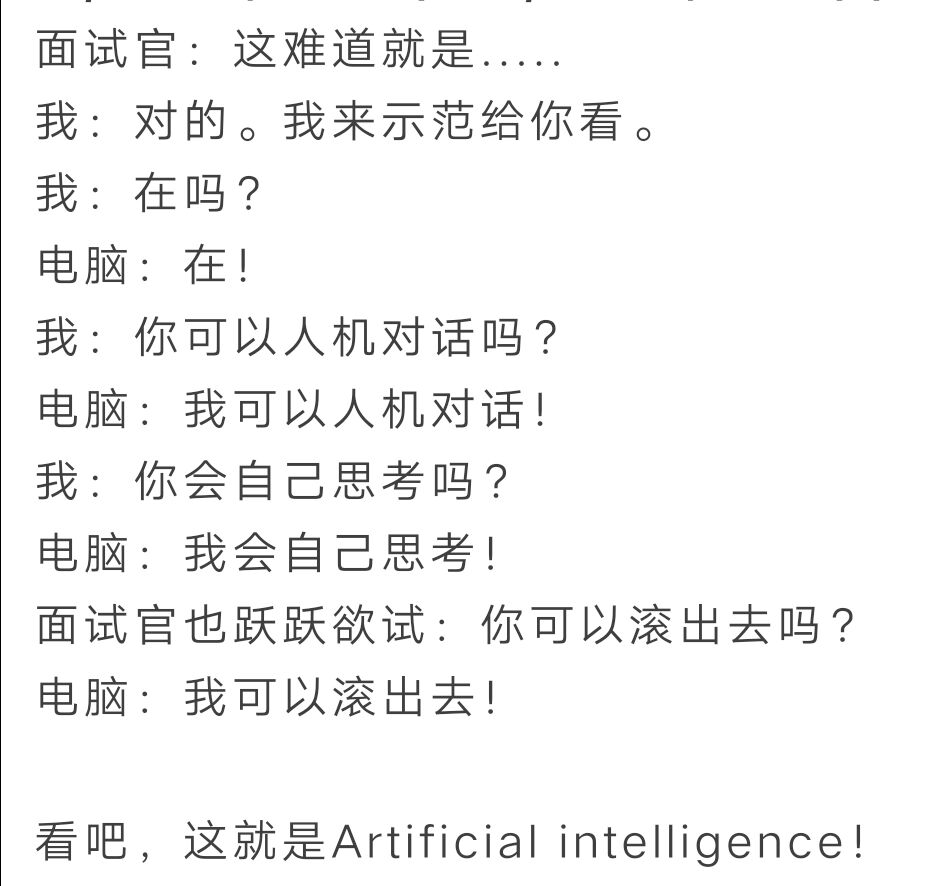 面试官：这难道就是.....
我：对的。我来示范给你看。
我：在吗？
电脑：在！
我：你可以人机对话吗？
电脑：我可以人机对话！
我：你会自己思考吗？
电脑：我会自己思考！
面试官也跃跃欲试：你可以滚出去吗？
电脑：我可以滚出去！
看吧，这就是Artificial intelligence！